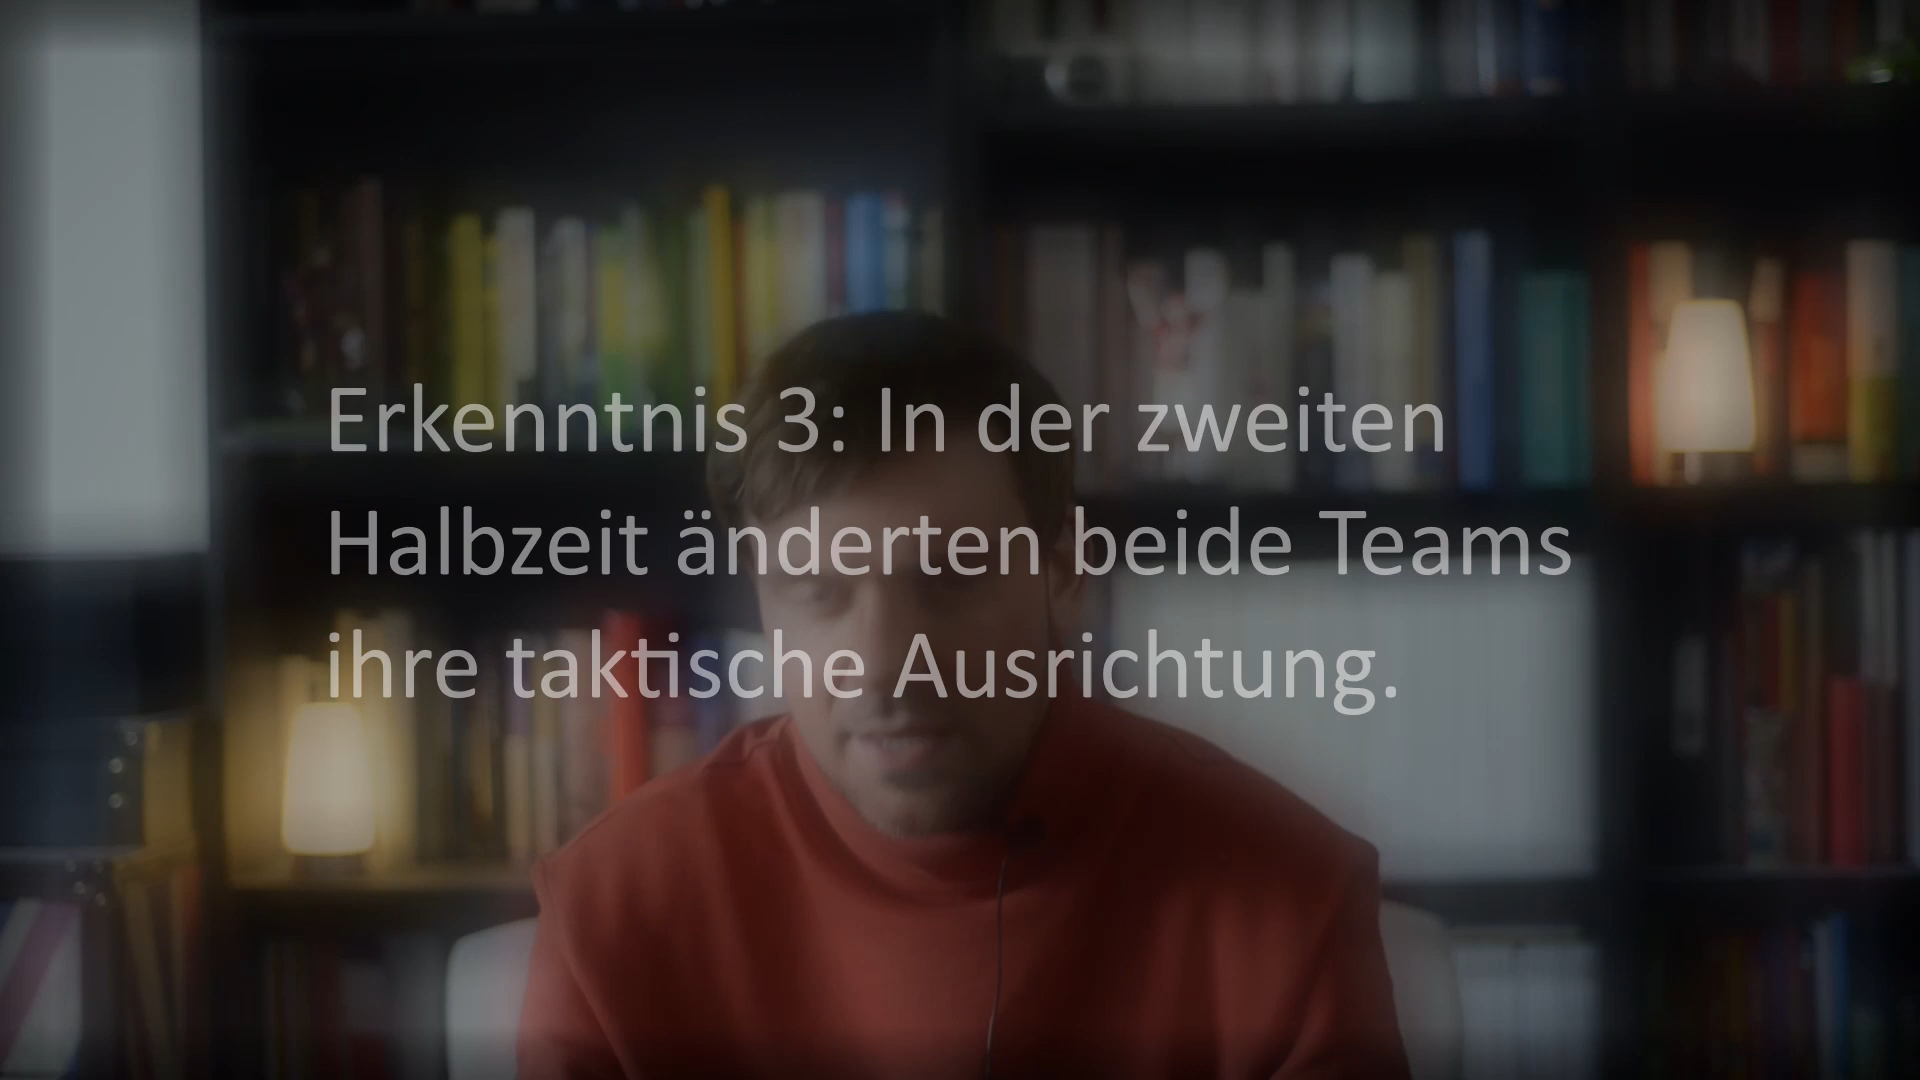 Erkenntnis 3: In der zweiten
Halbzeit änderten beide Teams
ihre taktische Ausrichtung.